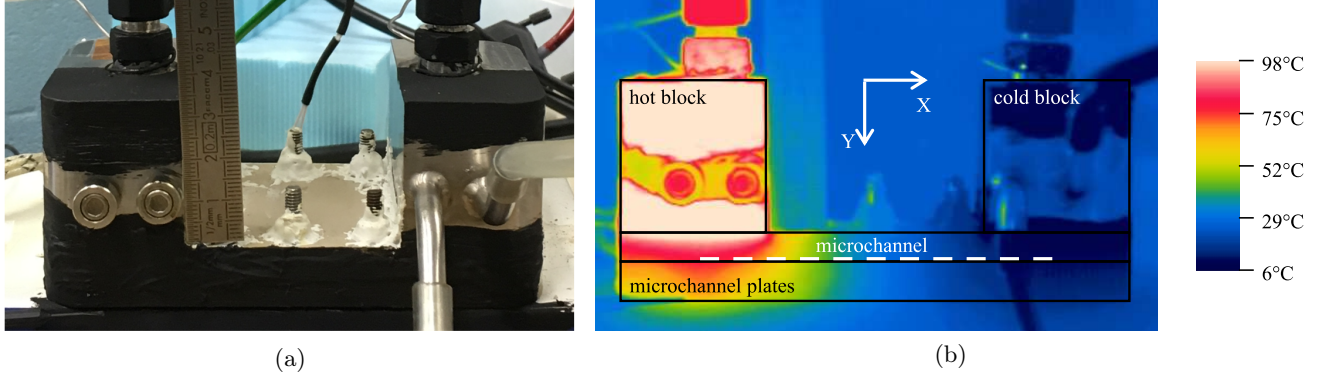 hot block
cold block
X
Y
microchannel
microchannel plates
98°C
75°C
52°C
29°C
6°C
(a)
(b)